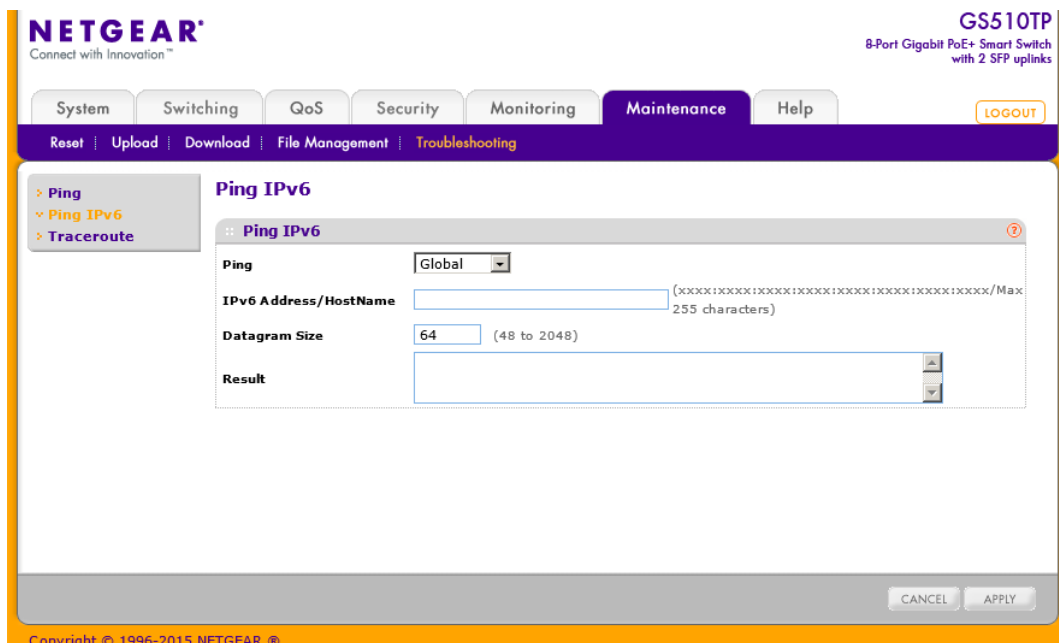 NETGEAR®
Connect with Innovation™
GS510TP
8-Port Gigabit PoE+ Smart Switch
with 2 SFP uplinks
System
Switching
QoS
Security
Monitoring
Maintenance
Help
LOGOUT
Reset | Upload | Download | File Management | Troubleshooting
Ping
Ping IPv6
Traceroute
Ping IPv6
Ping IPv6
Ping
Global
IPv6 Address/HostName
(xxxx:xxxx:xxxx:xxxx:xxxx:xxxx:xxxx:xxxx/Max
255 characters)
Datagram Size
64
(48 to 2048)
Result
CANCEL
APPLY
Copyright © 1996-2015 NETGEAR ®